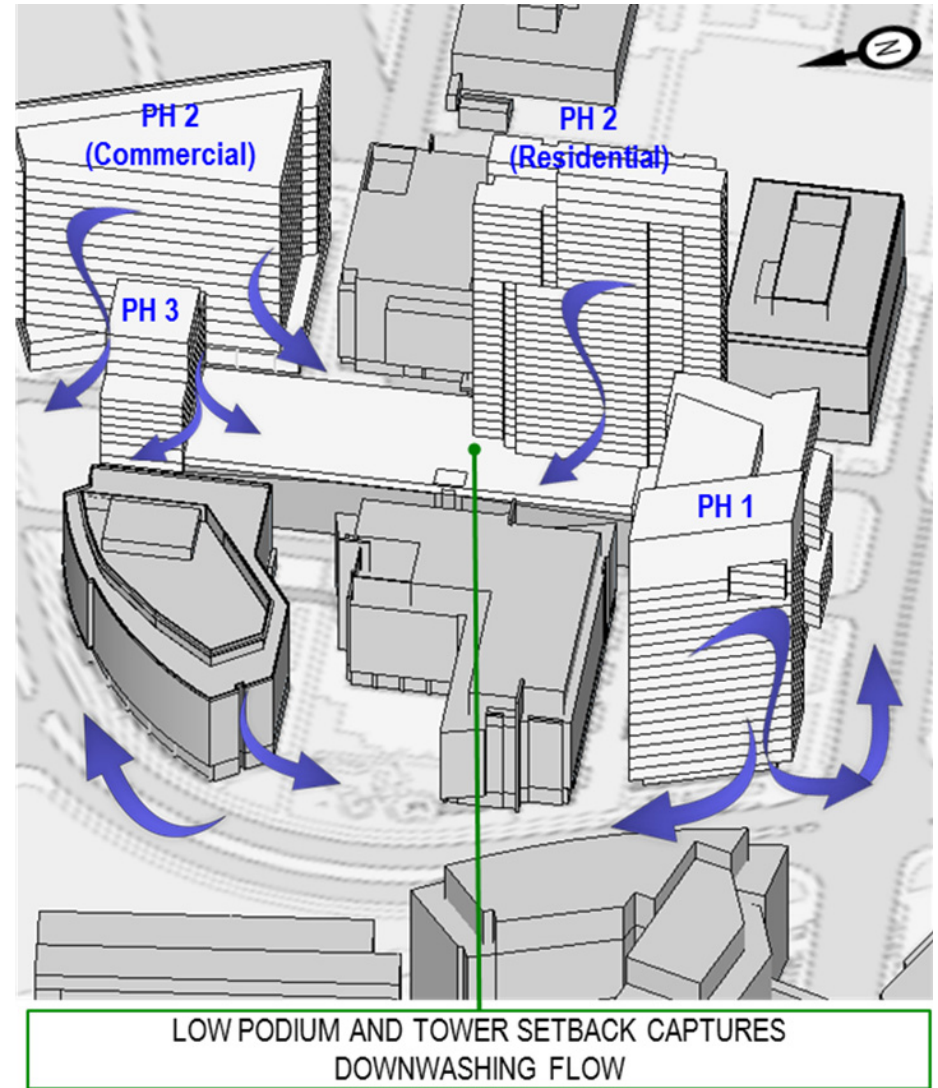 N
PH 2
(Commercial)
PH 2
(Residential)
PH 3
PH 1
LOW PODIUM AND TOWER SETBACK CAPTURES
DOWNWASHING FLOW